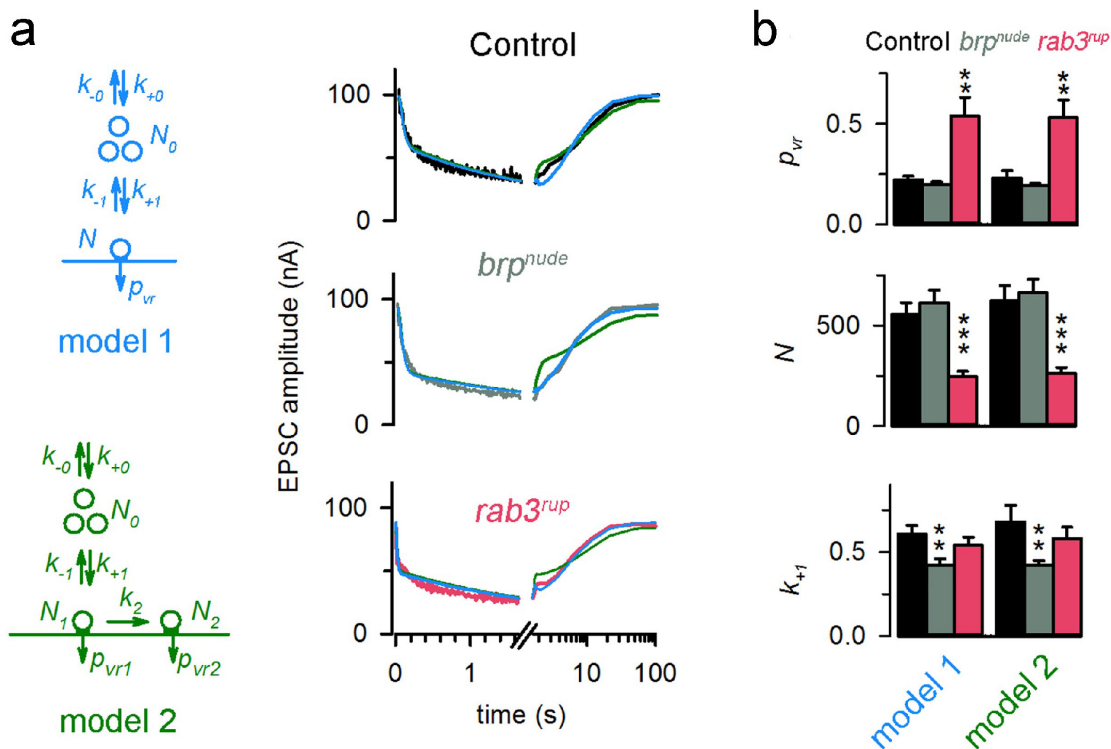 a
k-0 k+0
N0
k-1 k+1
N
pvr
model 1
k-0 k+0
N0
k-1 k+1
N1 k2 N2
pvr1 pvr2
model 2
Control
100
0
brpnude
100
0
rab3rup
100
0
EPSC amplitude (nA)
0 1 10 100
time (s)
b
Control brpnude rab3rup
** **
0.5
0.0
pvr
*** ***
500
0
N
** **
0.5
0.0
k+1
model 1 model 2